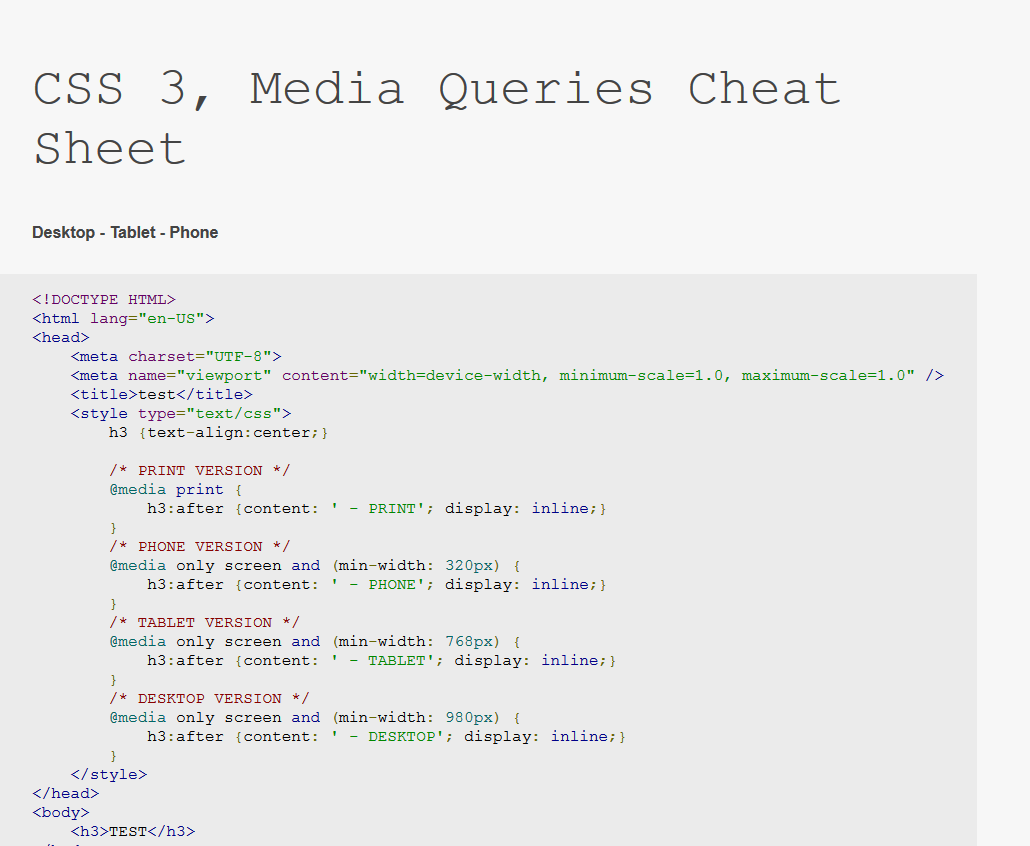 CSS 3, Media Queries Cheat
Sheet
Desktop - Tablet - Phone
<!DOCTYPE HTML>
<html lang="en-US">
<head>
    <meta charset="UTF-8">
    <meta name="viewport" content="width=device-width, minimum-scale=1.0, maximum-scale=1.0" />
    <title>test</title>
    <style type="text/css">
        h3 {text-align:center;}
        /* PRINT VERSION */
        @media print {
            h3:after {content: ' - PRINT'; display: inline;}
        }
        /* PHONE VERSION */
        @media only screen and (min-width: 320px) {
            h3:after {content: ' - PHONE'; display: inline;}
        }
        /* TABLET VERSION */
        @media only screen and (min-width: 768px) {
            h3:after {content: ' - TABLET'; display: inline;}
        }
        /* DESKTOP VERSION */
        @media only screen and (min-width: 980px) {
            h3:after {content: ' - DESKTOP'; display: inline;}
        }
    </style>
</head>
<body>
    <h3>TEST</h3>